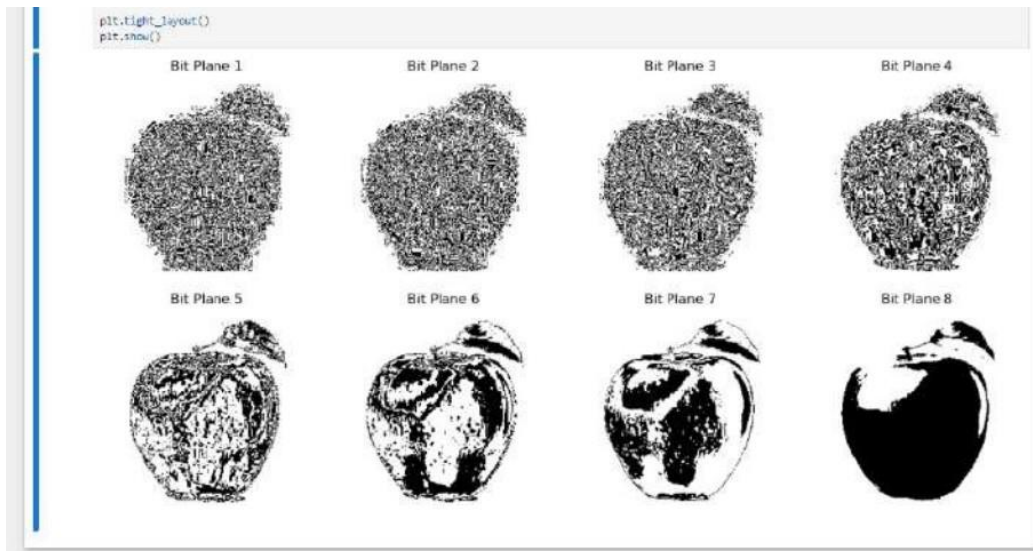 plt.tight_layout()
plt.show()
Bit Plane 1 Bit Plane 2 Bit Plane 3 Bit Plane 4
Bit Plane 5 Bit Plane 6 Bit Plane 7 Bit Plane 8